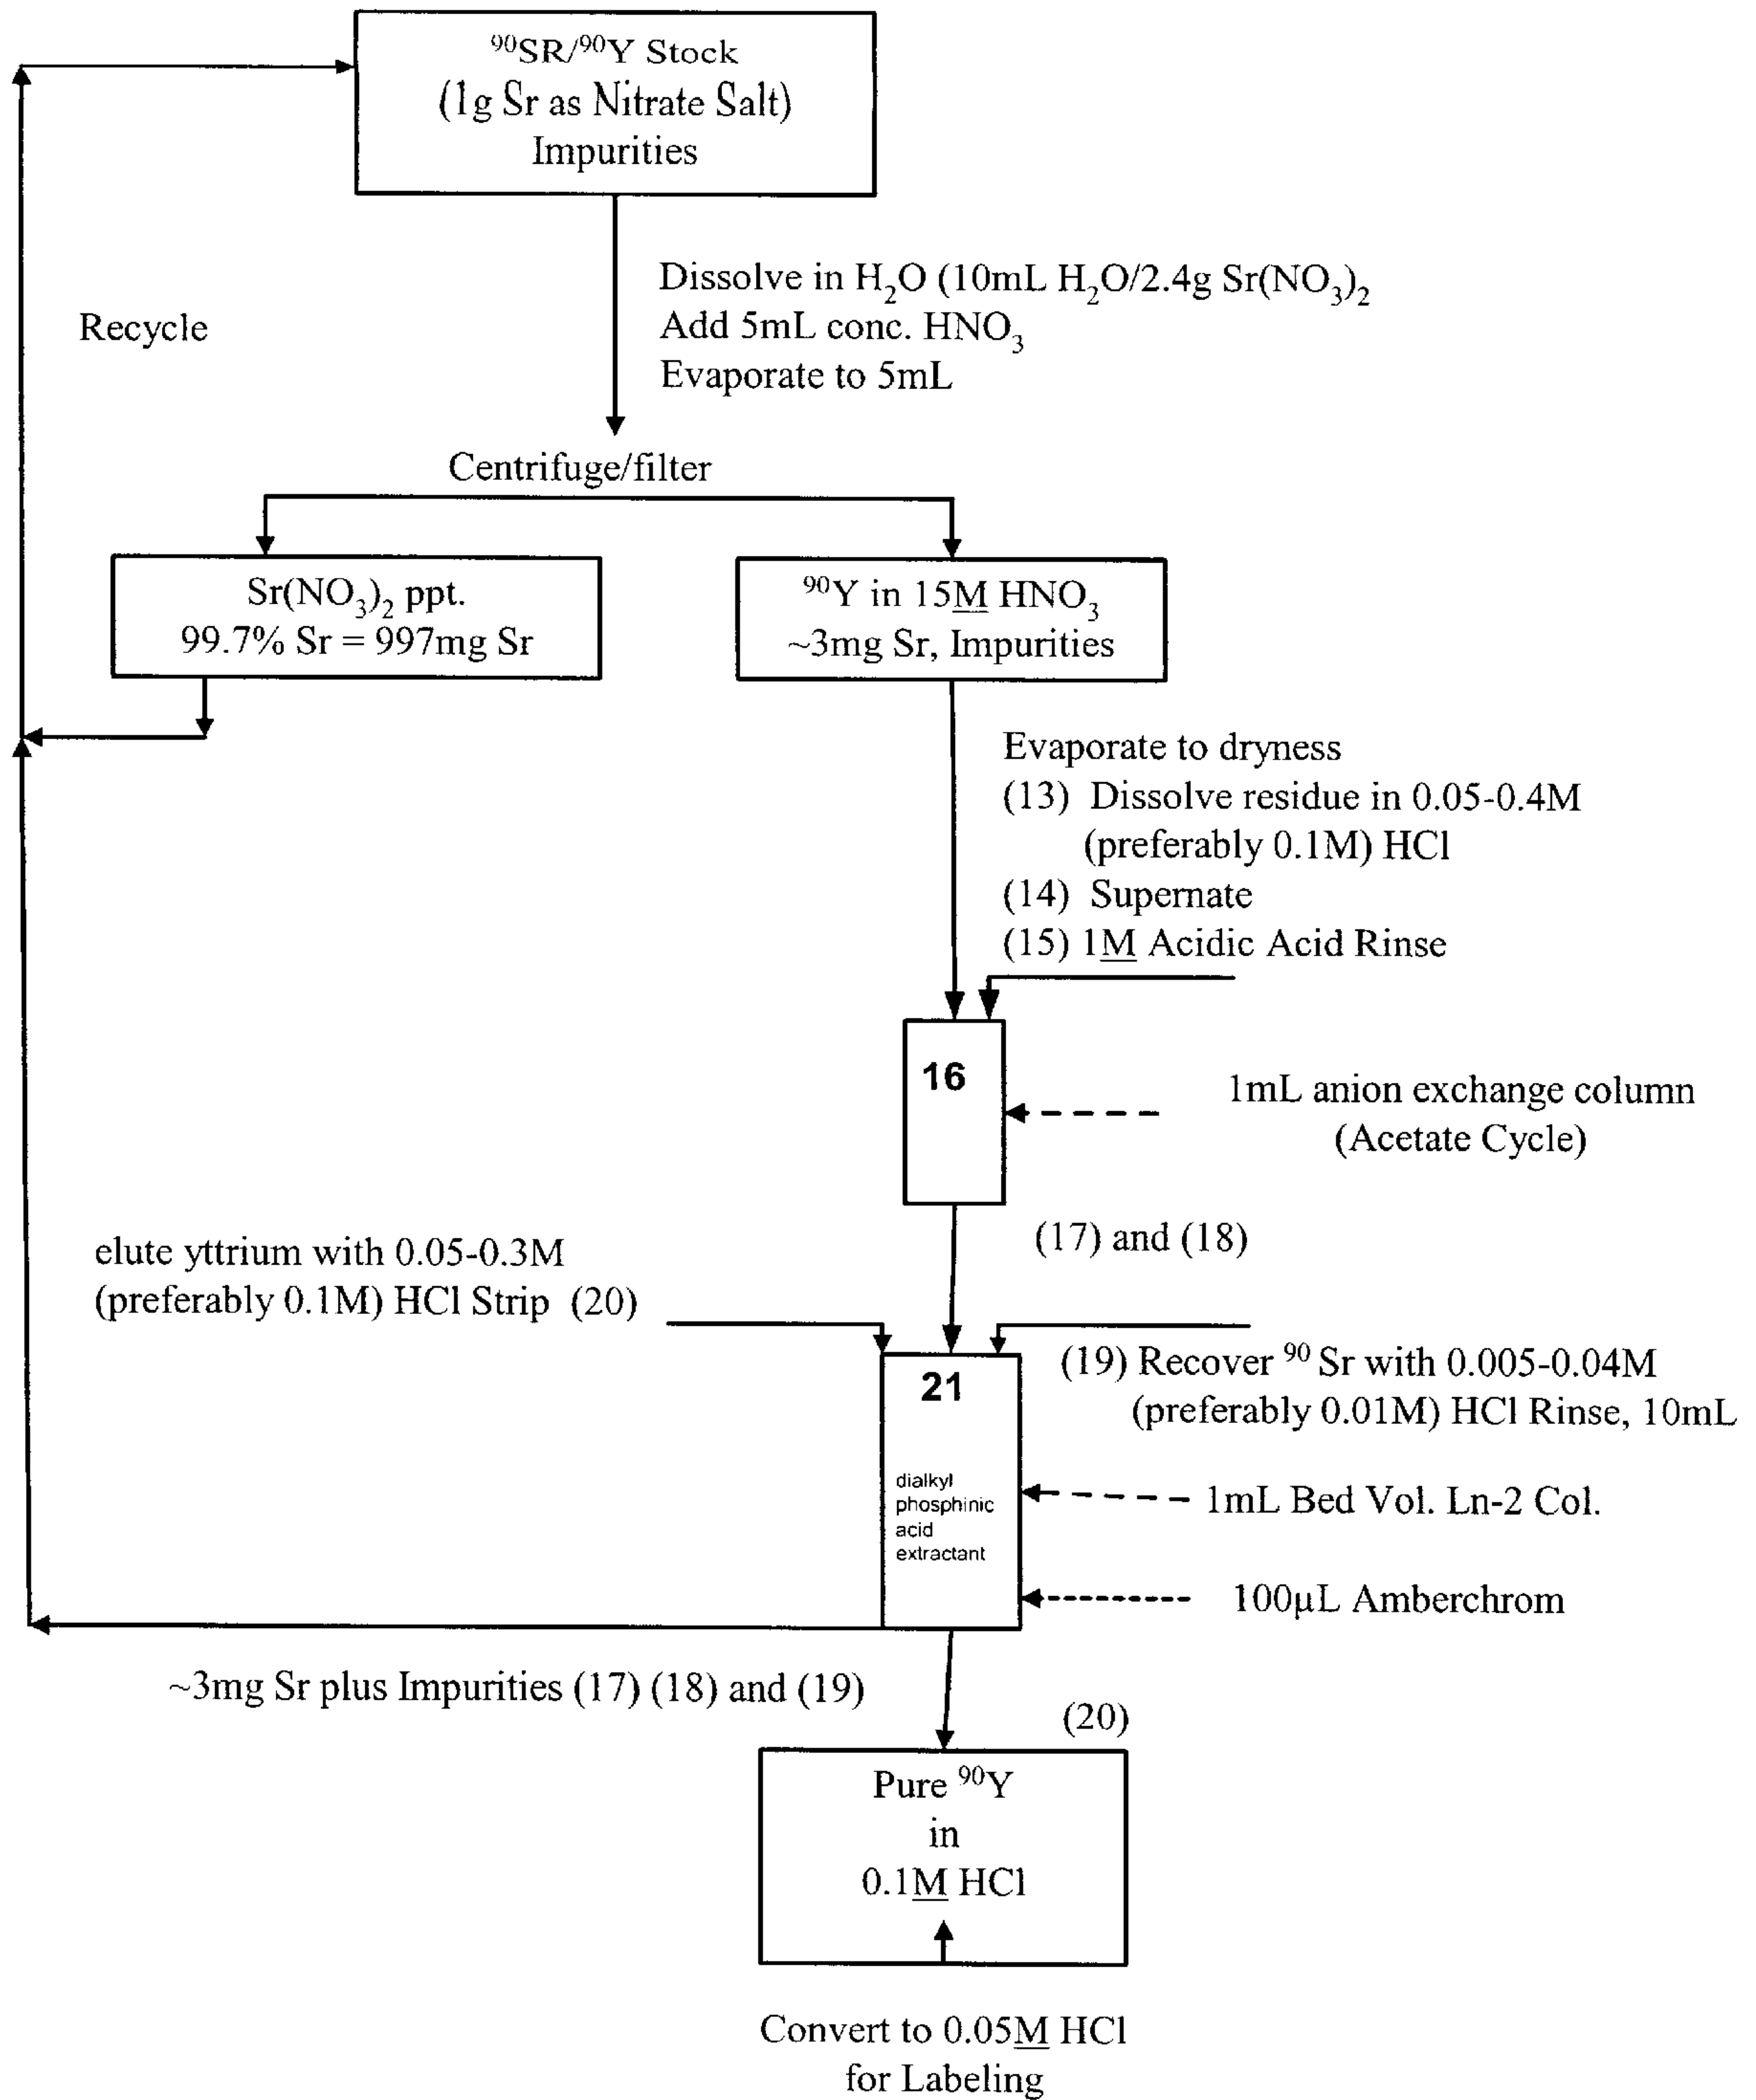 ⁹⁰SR/⁹⁰Y Stock
(1g Sr as Nitrate Salt)
Impurities
Dissolve in H₂O (10mL H₂O/2.4g Sr(NO₃)₂
Add 5mL conc. HNO₃
Evaporate to 5mL
Recycle
Centrifuge/filter
Sr(NO₃)₂ ppt.
99.7% Sr = 997mg Sr
⁹⁰Y in 15M HNO₃
~3mg Sr, Impurities
Evaporate to dryness
(13) Dissolve residue in 0.05-0.4M
(preferably 0.1M) HCl
(14) Supernate
(15) 1M Acidic Acid Rinse
16
1mL anion exchange column
(Acetate Cycle)
(17) and (18)
elute yttrium with 0.05-0.3M
(preferably 0.1M) HCl Strip (20)
(19) Recover ⁹⁰ Sr with 0.005-0.04M
(preferably 0.01M) HCl Rinse, 10mL
21
dialkyl
phosphinic
acid
extractant
1mL Bed Vol. Ln-2 Col.
100µL Amberchrom
~3mg Sr plus Impurities (17) (18) and (19)
(20)
Pure ⁹⁰Y
in
0.1M HCl
Convert to 0.05M HCl
for Labeling